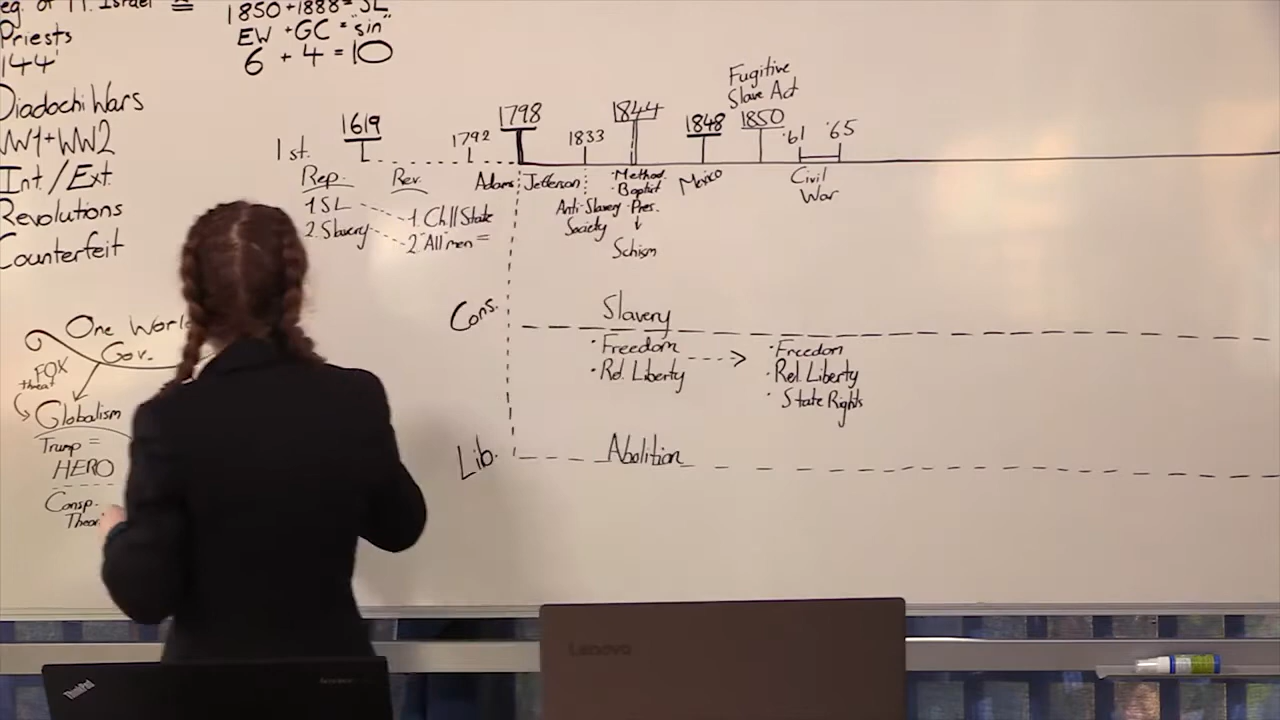 eg. of M. Israel
Priests
144
Diadochi Wars
WW1+WW2
Int./Ext.
Revolutions
Counterfeit
1850+1888= SL
EW +GC = "sin"
6 + 4 = 10
One World
Gov.
FOX
threat
Globalism
Trump =
HERO
Consp.
Theor
1st.
1619
1792
1798
1833
1844
1848
Fugitive
Slave Act
1850
'61
'65
Rep.
1. SL
2. Slavery
Rev.
1. Ch.||State
2. "All" men =
Adams
Jefferson
Anti-Slavery
Society
· Method.
· Baptist
· Pres.
Schism
Mexico
Civil
War
Cons.
Slavery
· Freedom
· Rel. Liberty
· Freedom
· Rel. Liberty
· State Rights
Lib.
Abolition
ThinkPad
Lenovo